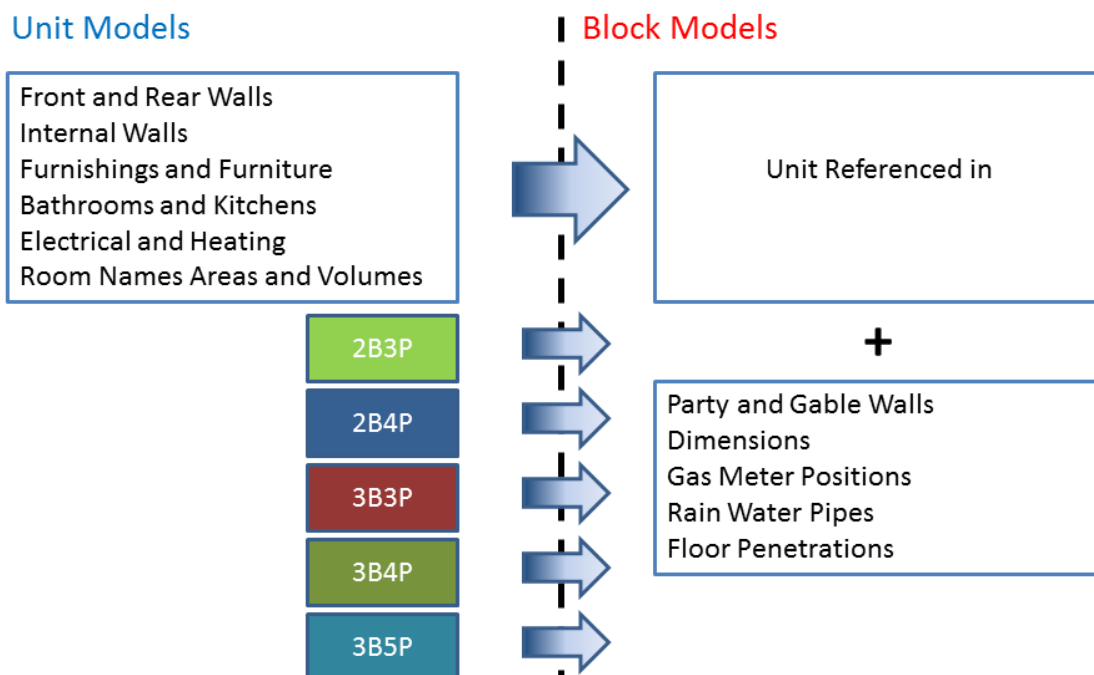 Unit Models
Front and Rear Walls
Internal Walls
Furnishings and Furniture
Bathrooms and Kitchens
Electrical and Heating
Room Names Areas and Volumes
2B3P
2B4P
3B3P
3B4P
3B5P
Block Models
Unit Referenced in
+
Party and Gable Walls
Dimensions
Gas Meter Positions
Rain Water Pipes
Floor Penetrations